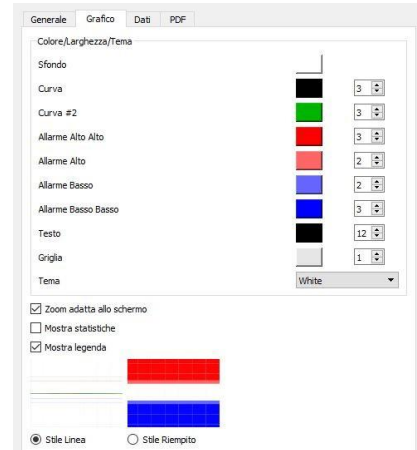 Generale Grafico Dati PDF
Colore/Larghezza/Tema
Sfondo
Curva 3
Curva #2 3
Allarme Alto Alto 3
Allarme Alto 2
Allarme Basso 2
Allarme Basso Basso 3
Testo 12
Griglia 1
Tema White
Zoom adatta allo schermo
Mostra statistiche
Mostra legenda
Stile Linea Stile Riempito